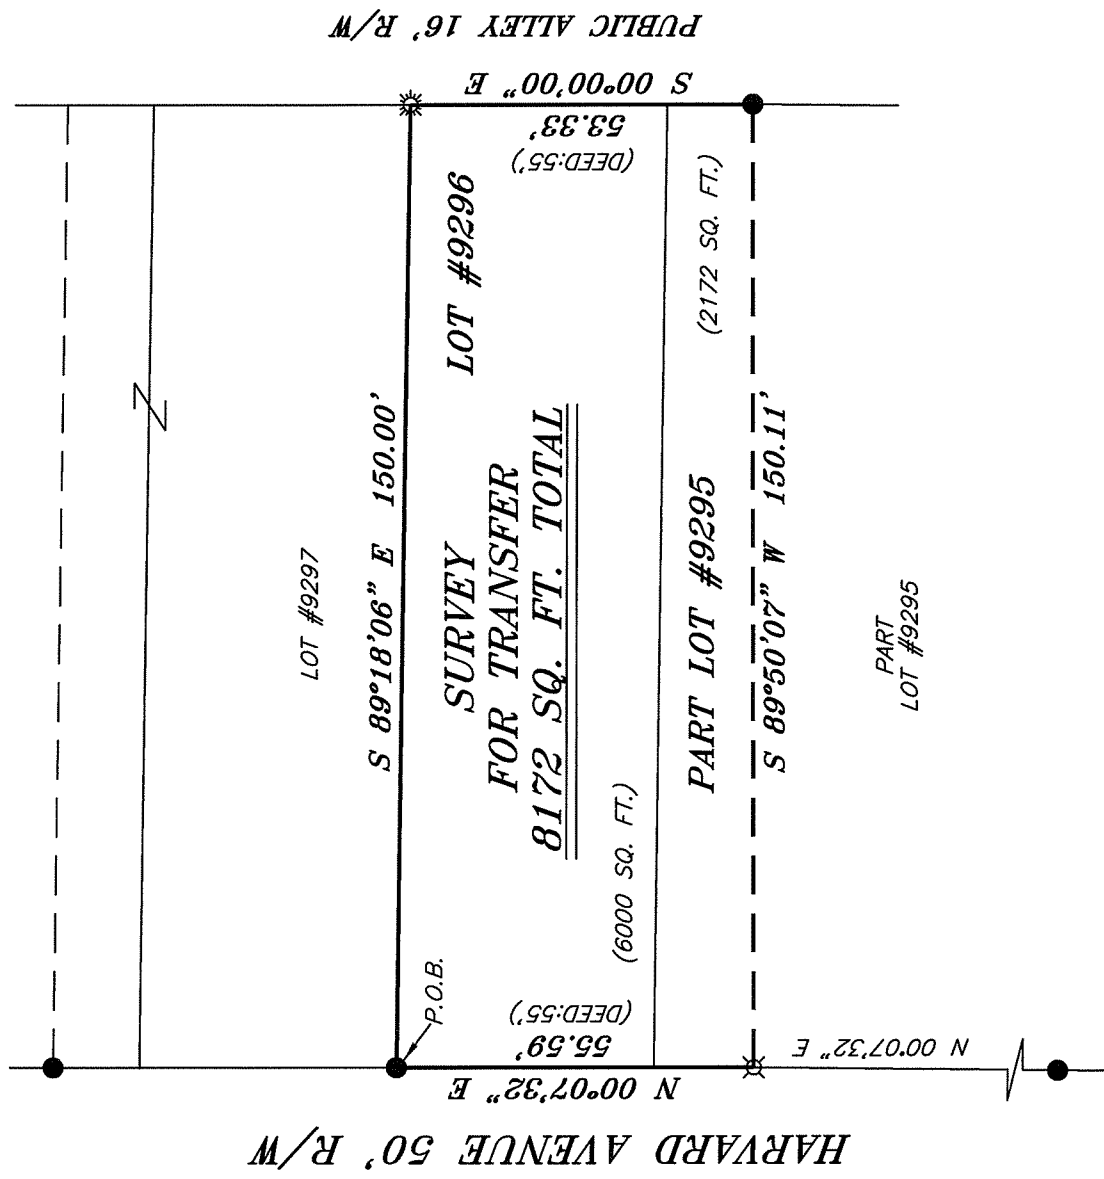 PUBLIC ALLEY 16' R/W
S 00°00'00" E
53.33'
(DEED:55')
LOT #9296
(2172 SQ. FT.)
S 89°18'06" E 150.00'
LOT #9297
SURVEY
FOR TRANSFER
8172 SQ. FT. TOTAL
PART LOT #9295
S 89°50'07" W 150.11'
PART
LOT #9295
(6000 SQ. FT.)
P.O.B.
(DEED:55')
55.59'
N 00°07'32" E
N 00°07'32" E
HARVARD AVENUE 50' R/W